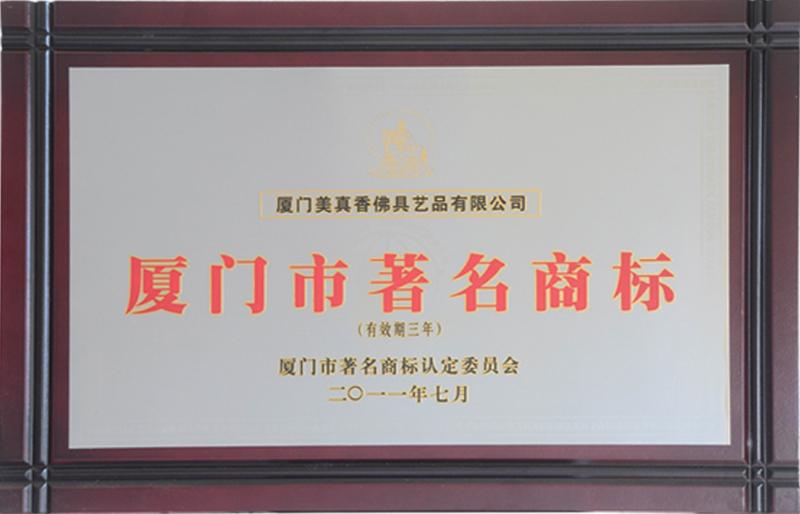 厦门美真香佛具艺品有限公司
厦门市著名商标
(有效期三年)
厦门市著名商标认定委员会
二〇一一年七月